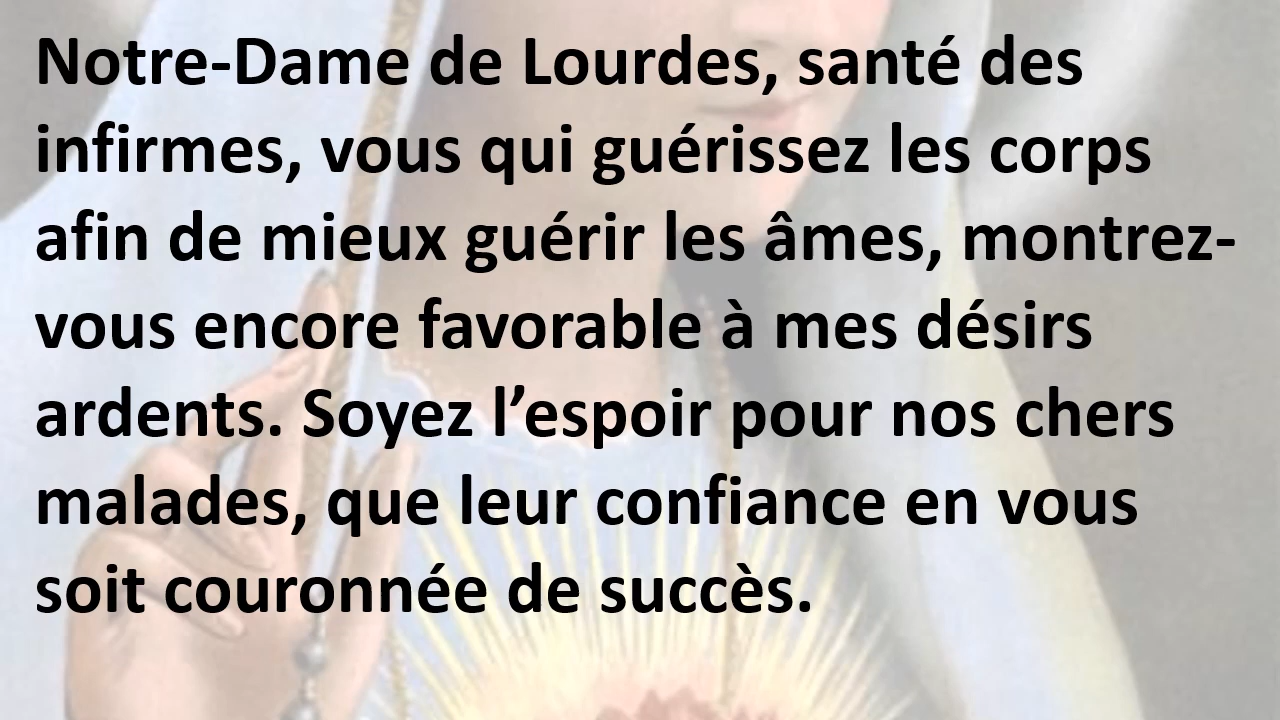 Notre-Dame de Lourdes, santé des
infirmes, vous qui guérissez les corps
afin de mieux guérir les âmes, montrez-
vous encore favorable à mes désirs
ardents. Soyez l’espoir pour nos chers
malades, que leur confiance en vous
soit couronnée de succès.